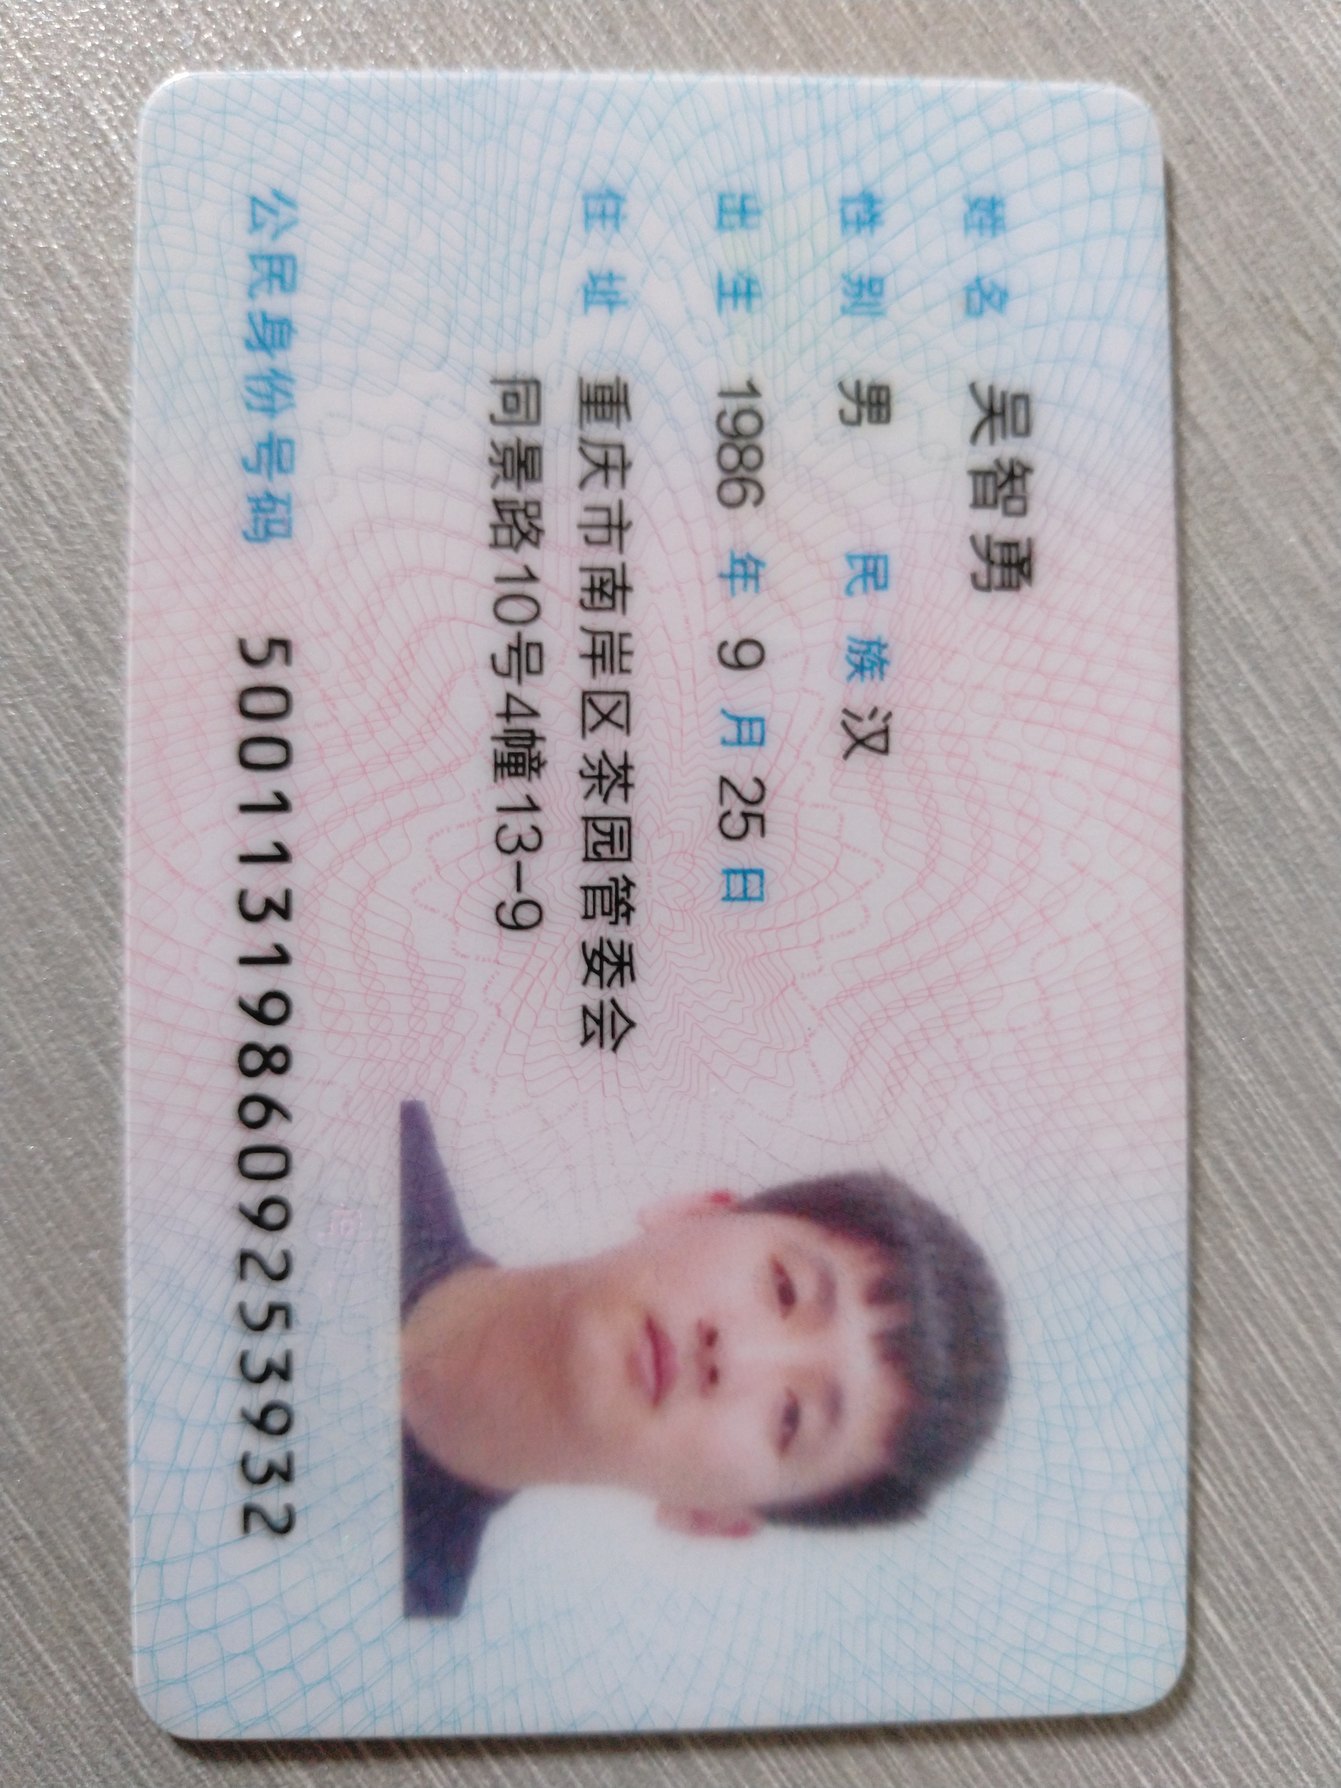 姓名 吴智勇
性别 男 民族 汉
出生 1986 年 9 月 25 日
住址 重庆市南岸区茶园管委会
同景路10号4幢13-9
公民身份号码 500113198609253932